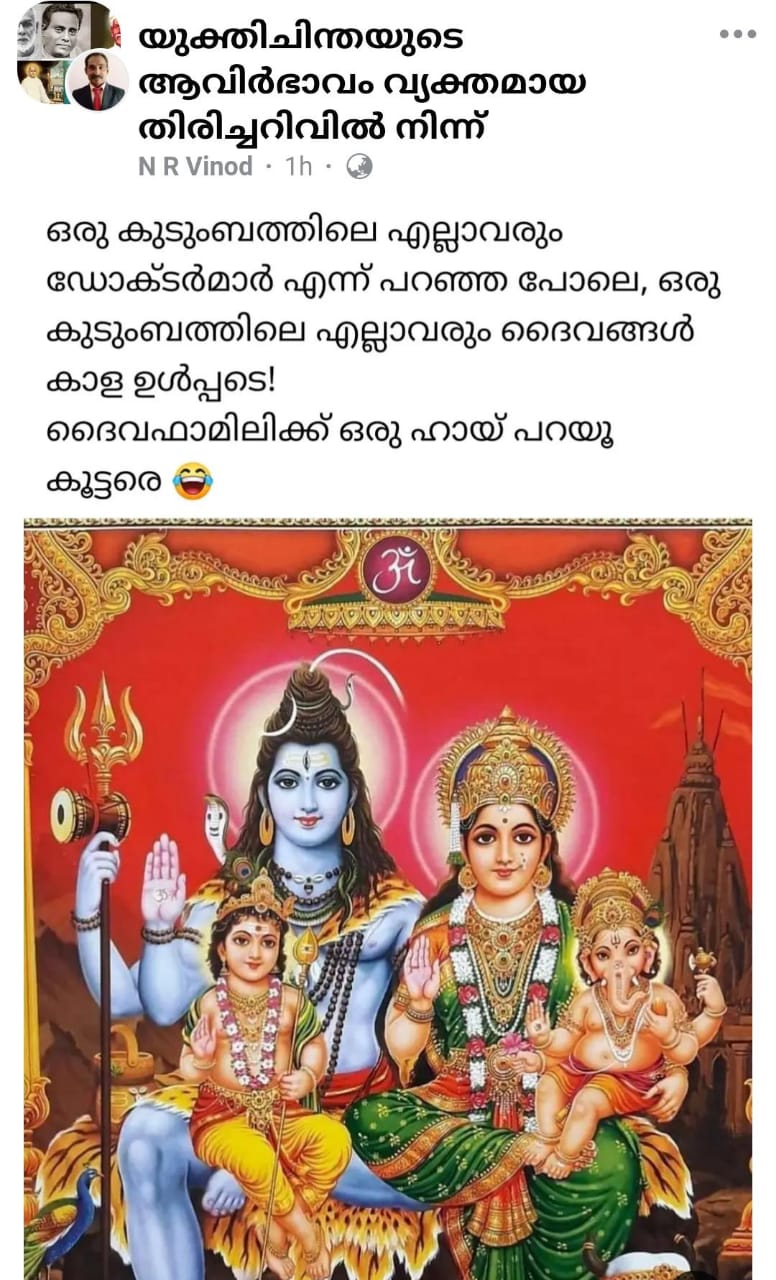 യുക്തിചിന്തയുടെ
ആവിർഭാവം വ്യക്തമായ
തിരിച്ചറിവിൽ നിന്ന്
N R Vinod · 1h ·
ഒരു കുടുംബത്തിലെ എല്ലാവരും
ഡോക്ടർമാർ എന്ന് പറഞ്ഞ പോലെ, ഒരു
കുടുംബത്തിലെ എല്ലാവരും ദൈവങ്ങൾ
കാള ഉൾപ്പടെ!
ദൈവഫാമിലിക്ക് ഒരു ഹായ് പറയൂ
കൂട്ടരെ 😂
ॐ